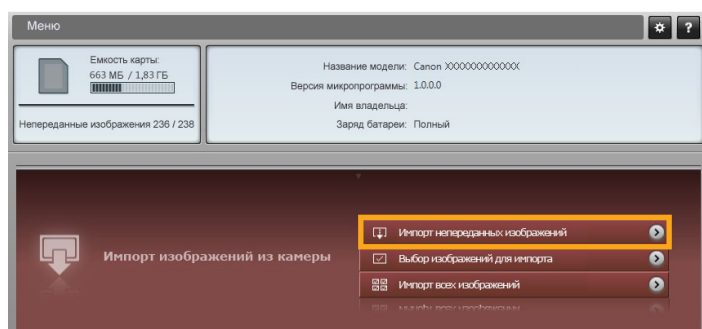 Меню
?
Емкость карты:
663 МБ / 1,83 ГБ
Непереданные изображения 236 / 238
Название модели: Canon XXXXXXXXXXXXX
Версия микропрограммы: 1.0.0.0
Имя владельца:
Заряд батареи: Полный
Импорт изображений из камеры
Импорт непереданных изображений
Выбор изображений для импорта
Импорт всех изображений